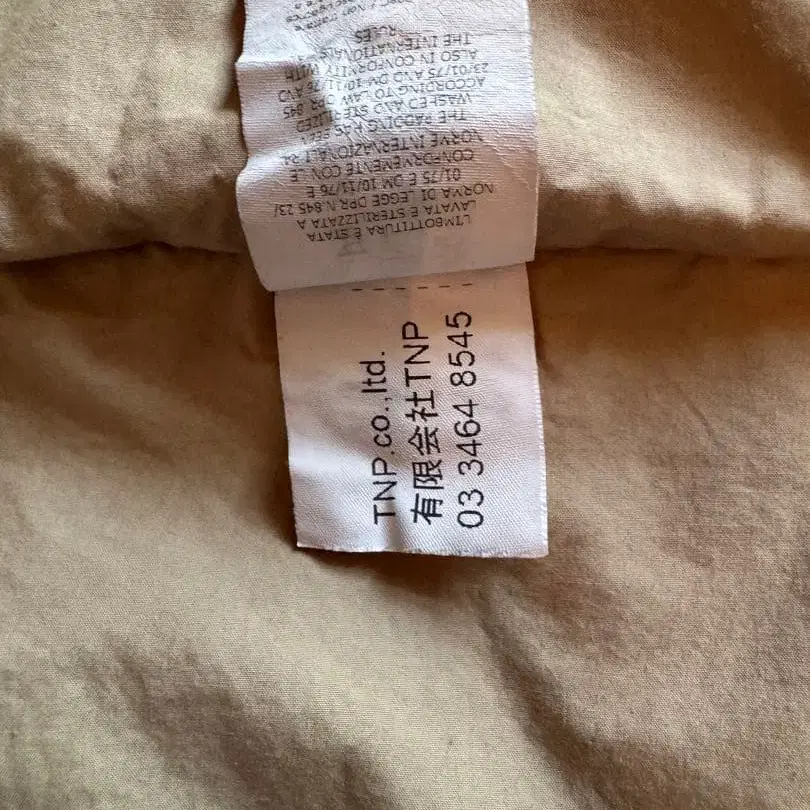 L'IMBOTTITURA È STATA
LAVATA E STERILIZZATA A
NORMA DI LEGGE DPR N.845 23/
01/75 E DM 10/11/76 E
CONFORMEMENTE CON LE
NORME INTERNAZIONALI
THE PADDING HAS BEEN
WASHED AND STERILIZED
ACCORDING TO LAW DPR 845
23/01/75 AND DM 10/11/76 AND
ALSO IN CONFORMITY WITH
THE INTERNATIONAL
RULES
TNP.co.,ltd.
有限会社TNP
03 3464 8545